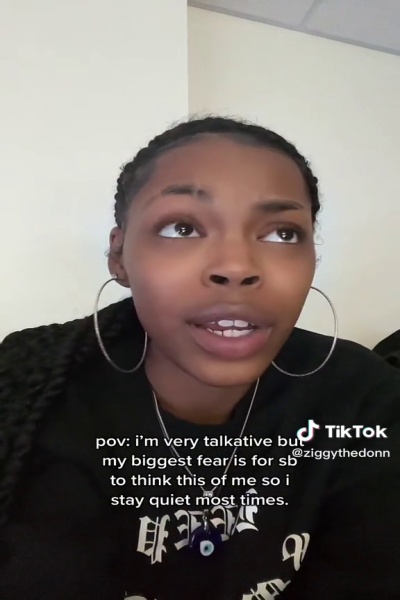 TikTok
@ziggythedonn
pov: i'm very talkative but
my biggest fear is for sb
to think this of me so i
stay quiet most times.